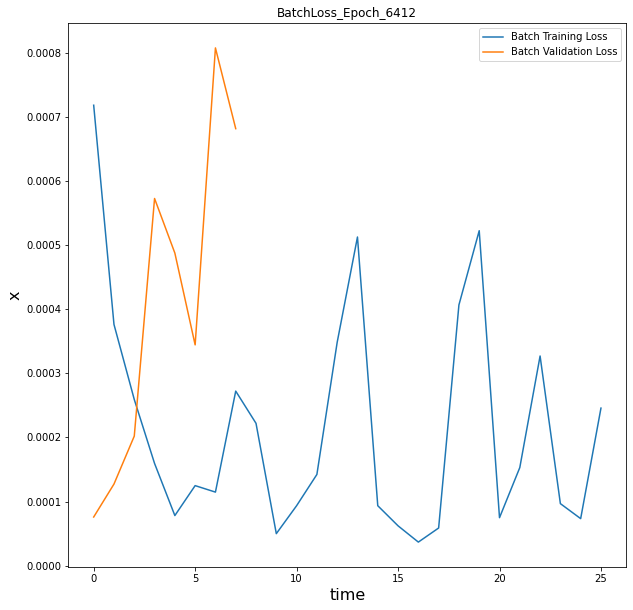 BatchLoss_Epoch_6412
Batch Training Loss
Batch Validation Loss
0.0008
0.0007
0.0006
0.0005
0.0004
0.0003
0.0002
0.0001
0.0000
x
0 5 10 15 20 25
time